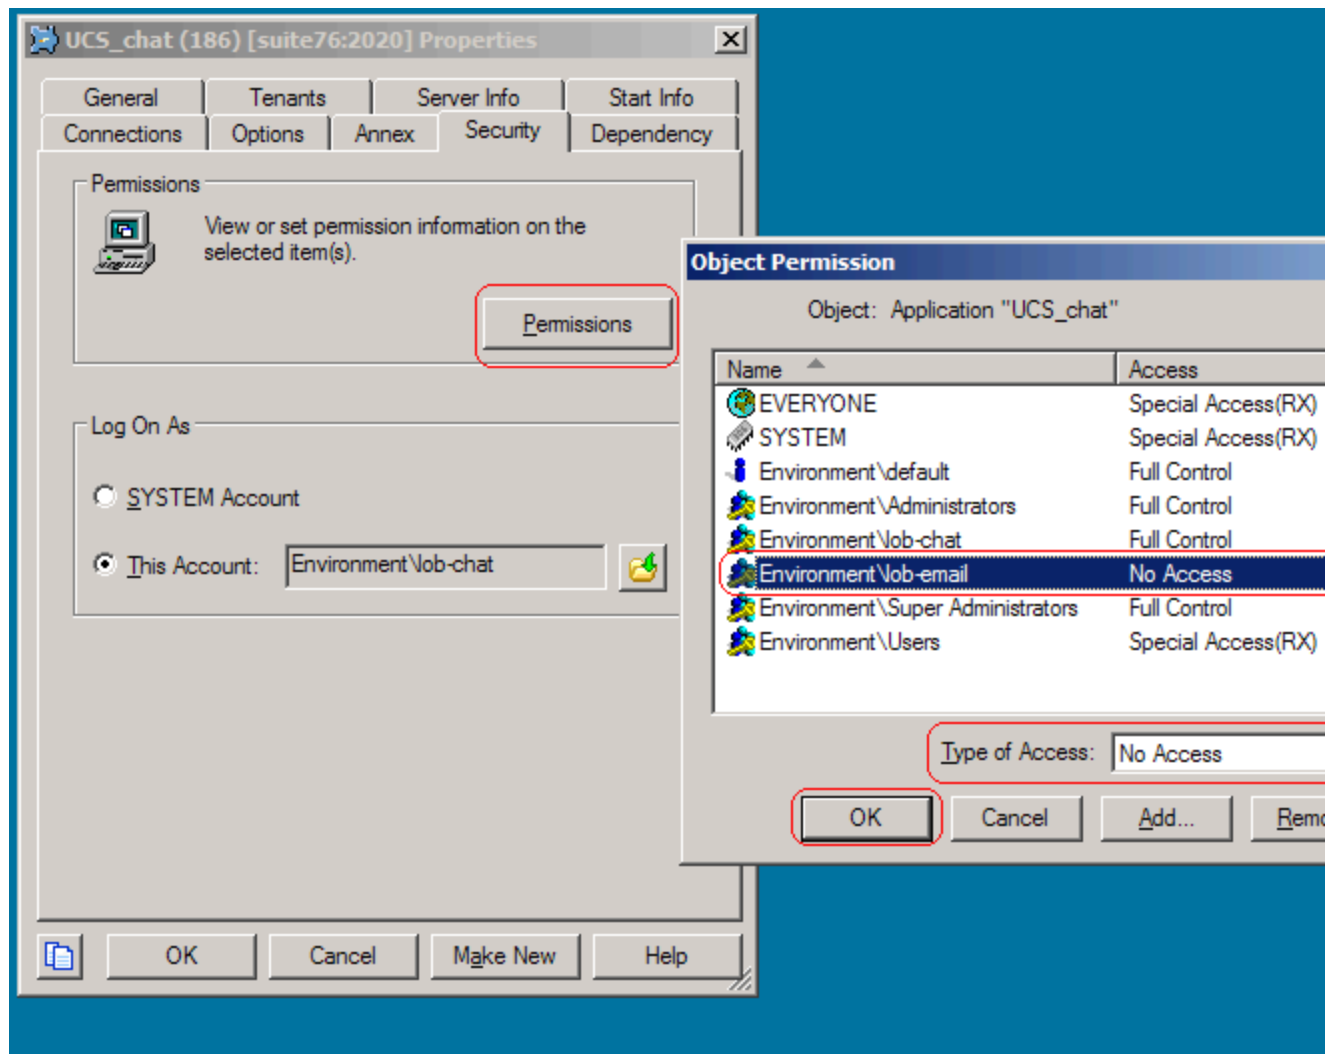 UCS_chat (186) [suite76:2020] Properties
General Tenants Server Info Start Info
Connections Options Annex Security Dependency
Permissions
View or set permission information on the
selected item(s).
Permissions
Log On As
SYSTEM Account
This Account: Environment\lob-chat
OK Cancel Make New Help
Object Permission
Object: Application "UCS_chat"
Name Access
EVERYONE Special Access(RX)
SYSTEM Special Access(RX)
Environment\default Full Control
Environment\Administrators Full Control
Environment\lob-chat Full Control
Environment\lob-email No Access
Environment\Super Administrators Full Control
Environment\Users Special Access(RX)
Type of Access: No Access
OK Cancel Add...